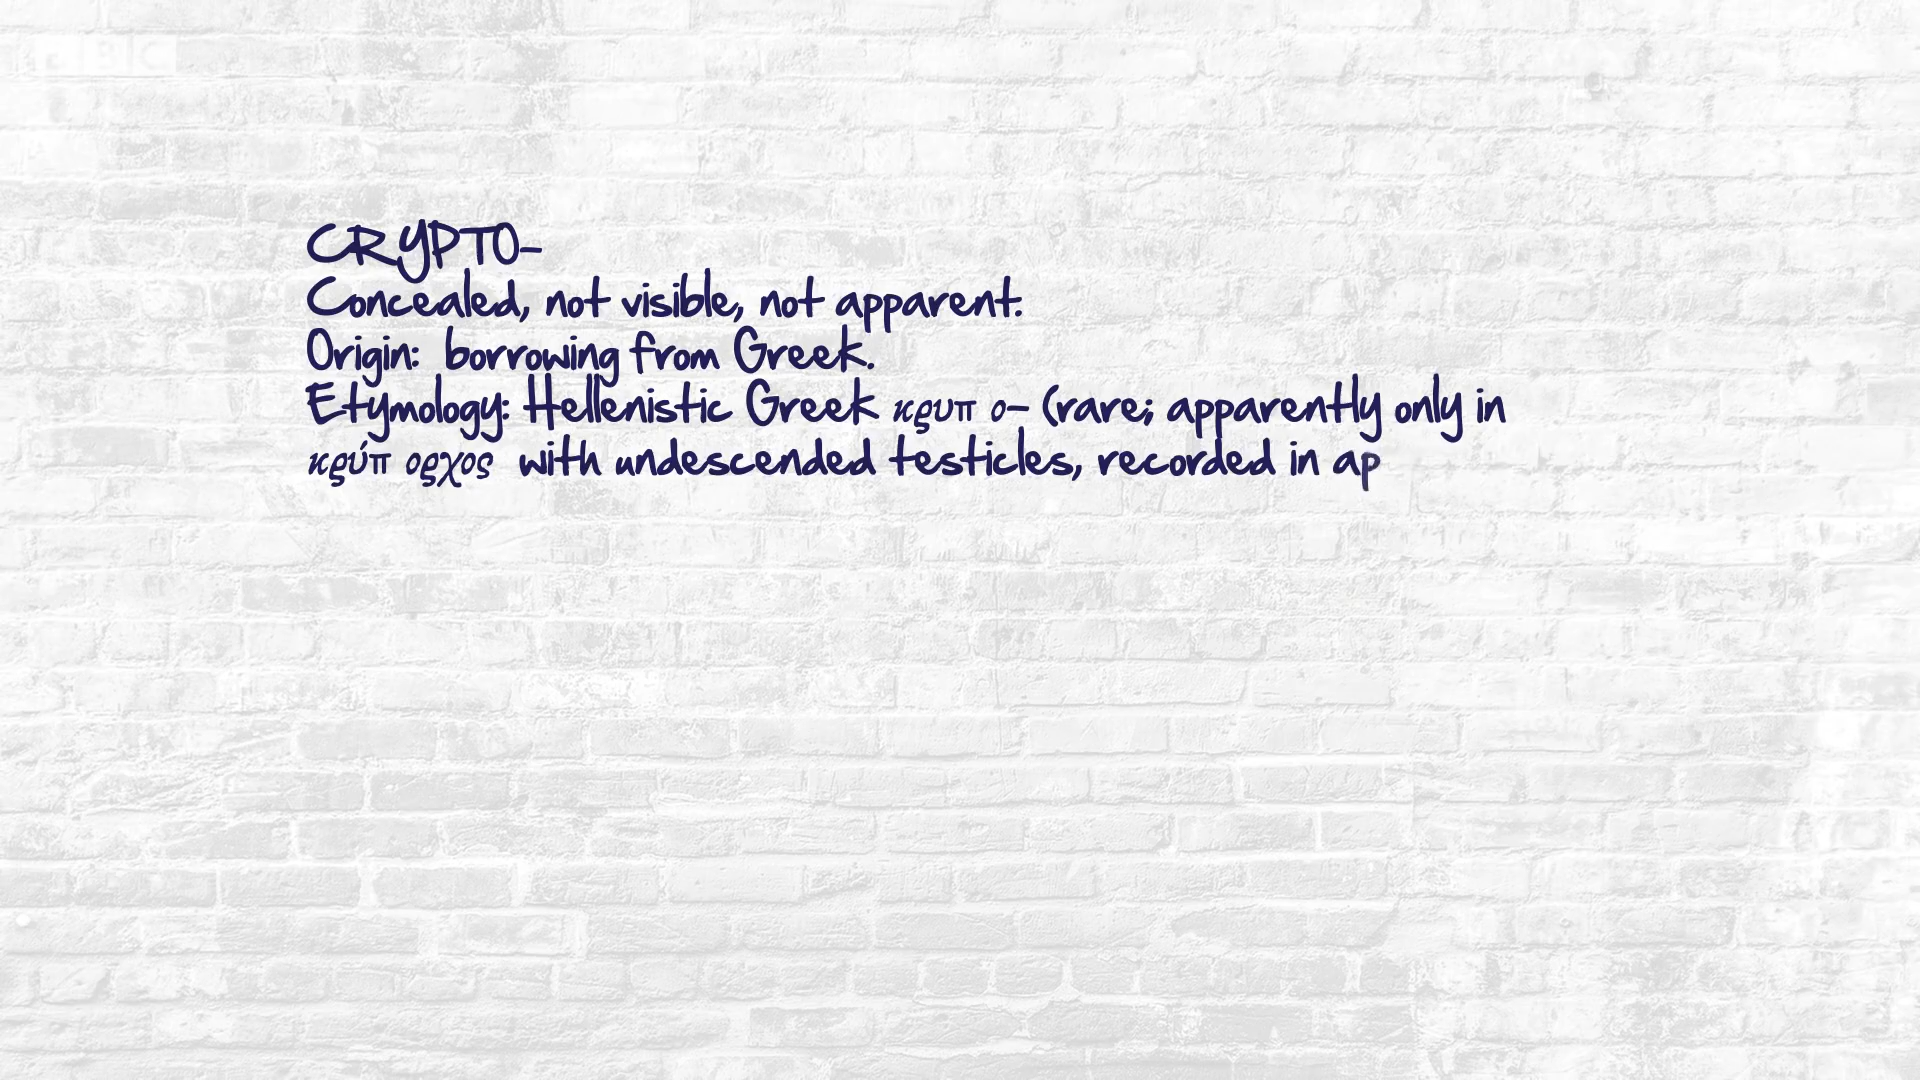 BBC
CRYPTO-
Concealed, not visible, not apparent.
Origin: borrowing from Greek.
Etymology: Hellenistic Greek κρυπ ο- (rare; apparently only in
κρύπ ορχος with undescended testicles, recorded in ap